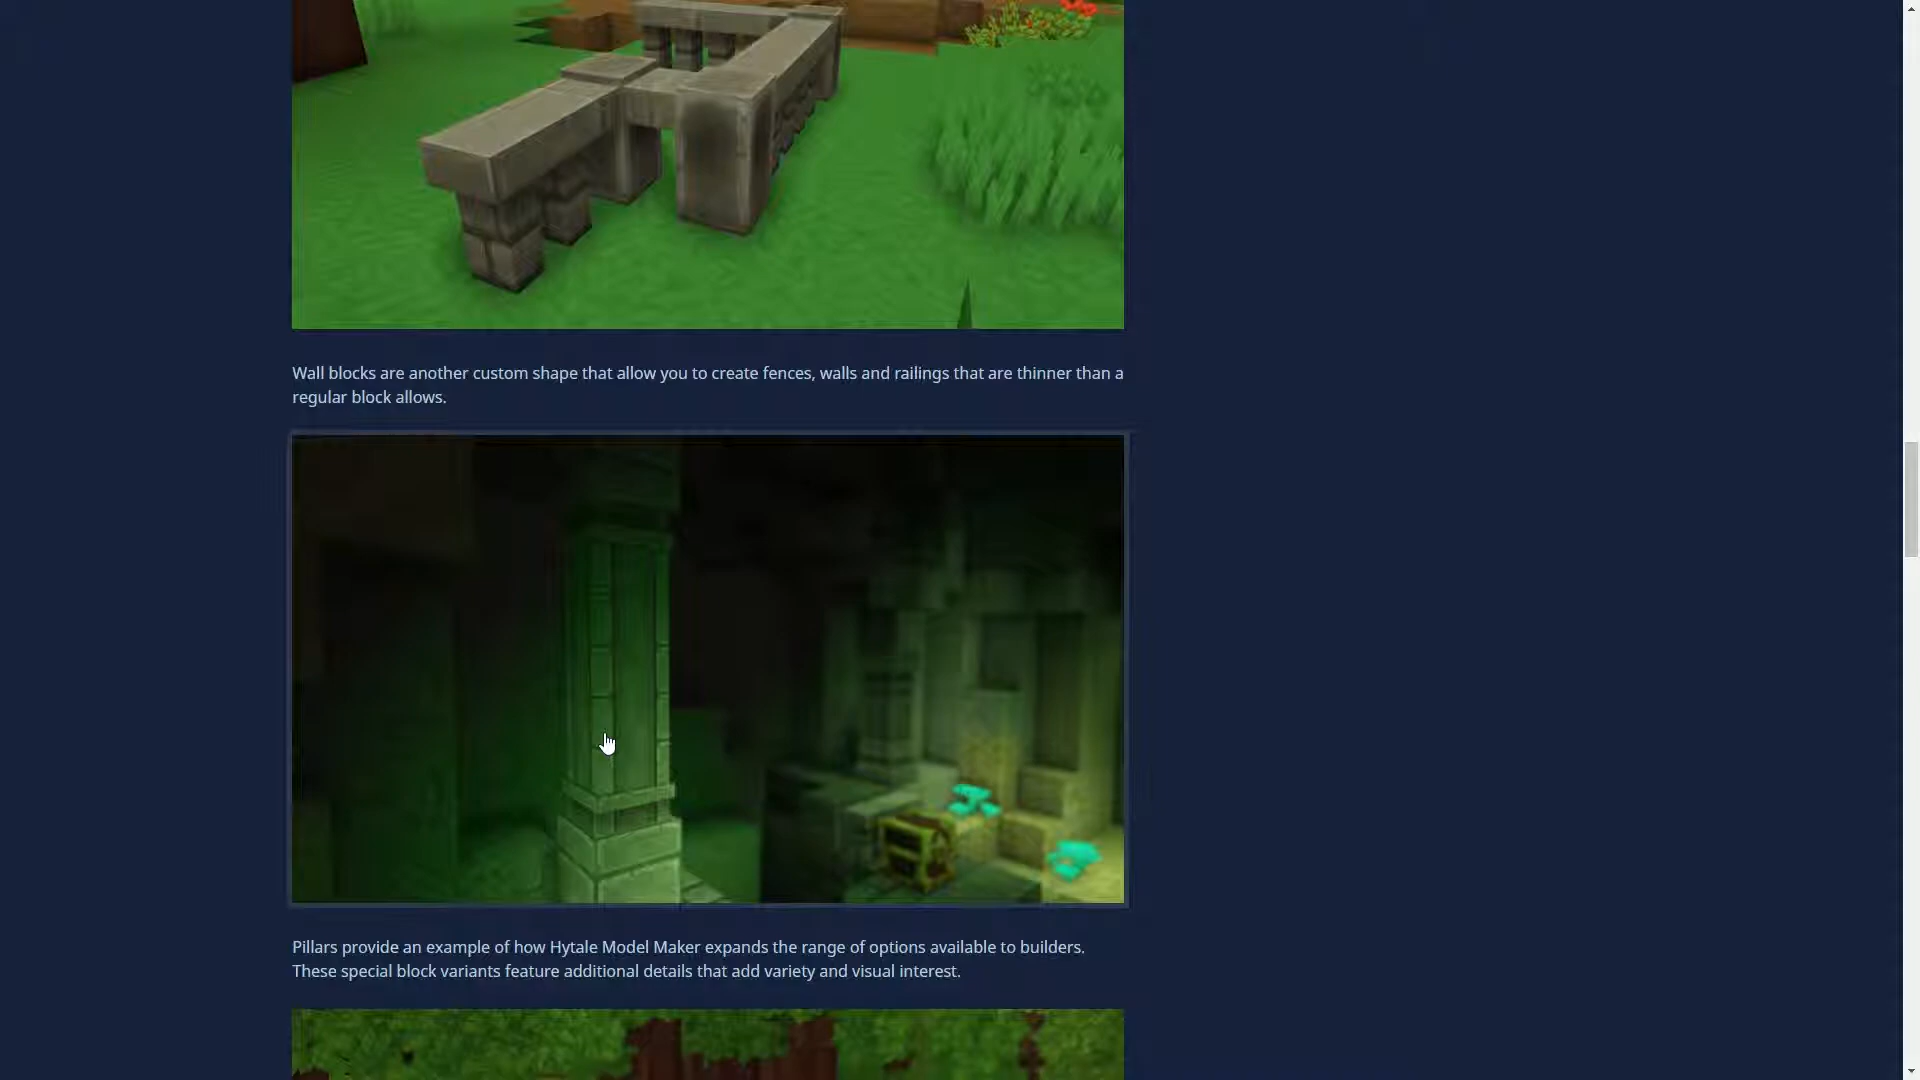 Wall blocks are another custom shape that allow you to create fences, walls and railings that are thinner than a
regular block allows.
Pillars provide an example of how Hytale Model Maker expands the range of options available to builders.
These special block variants feature additional details that add variety and visual interest.